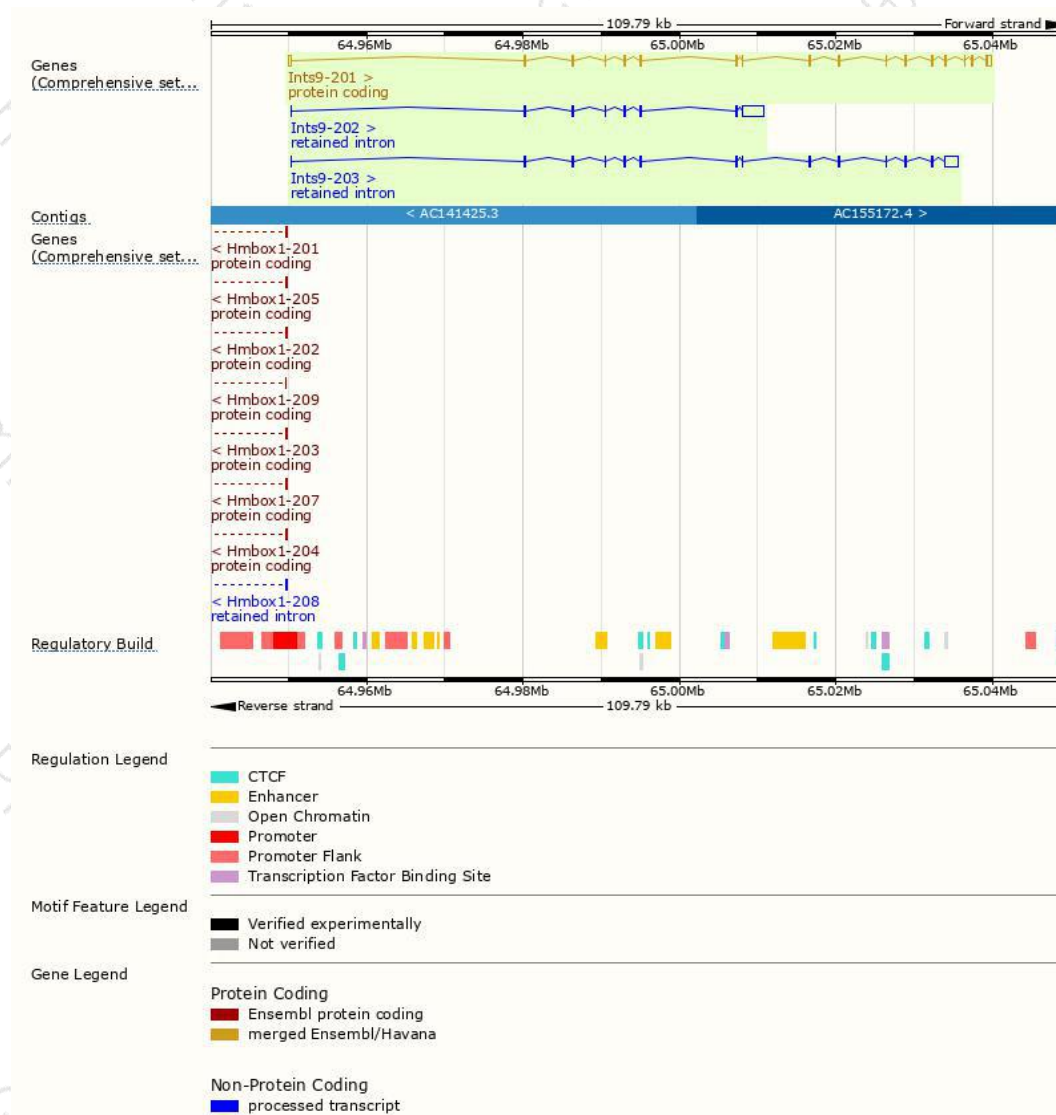 109.79 kb Forward strand
64.96Mb 64.98Mb 65.00Mb 65.02Mb 65.04Mb
Genes
(Comprehensive set...
Ints9-201 >
protein coding
Ints9-202 >
retained intron
Ints9-203 >
retained intron
Contigs
< AC141425.3 AC155172.4 >
Genes
(Comprehensive set...
< Hmbox1-201
protein coding
< Hmbox1-205
protein coding
< Hmbox1-202
protein coding
< Hmbox1-209
protein coding
< Hmbox1-203
protein coding
< Hmbox1-207
protein coding
< Hmbox1-204
protein coding
< Hmbox1-208
retained intron
Regulatory Build
64.96Mb 64.98Mb 65.00Mb 65.02Mb 65.04Mb
Reverse strand 109.79 kb
Regulation Legend
CTCF
Enhancer
Open Chromatin
Promoter
Promoter Flank
Transcription Factor Binding Site
Motif Feature Legend
Verified experimentally
Not verified
Gene Legend
Protein Coding
Ensembl protein coding
merged Ensembl/Havana
Non-Protein Coding
processed transcript